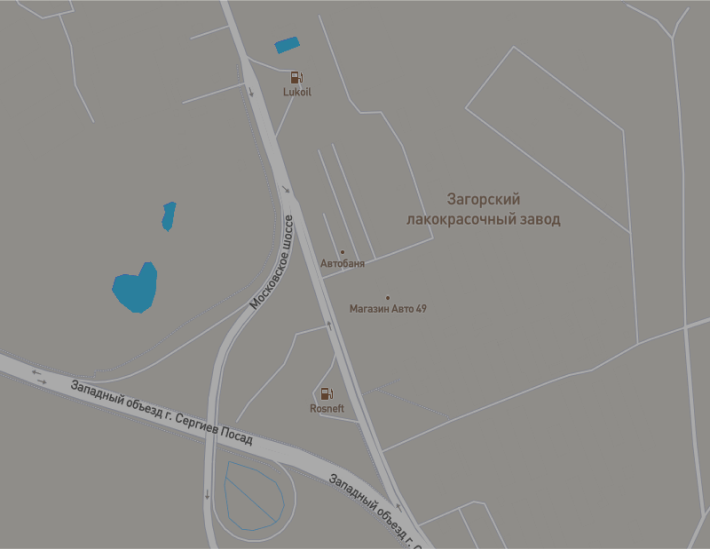 Lukoil
Загорский
лакокрасочный завод
Московское шоссе
Автобаня
Магазин Авто 49
Западный объезд г. Сергиев Посад
Rosneft
Западный объезд г. С